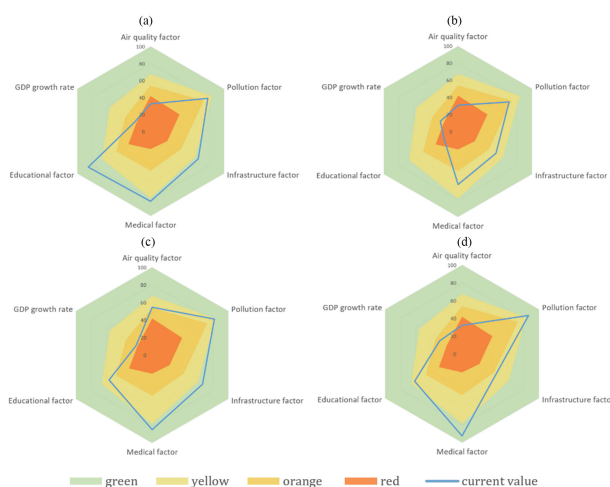 (a)
Air quality factor
100
80
60
40
20
0
GDP growth rate
Pollution factor
Educational factor
Infrastructure factor
Medical factor
(b)
Air quality factor
100
80
60
40
20
0
GDP growth rate
Pollution factor
Educational factor
Infrastructure factor
Medical factor
(c)
Air quality factor
100
80
60
40
20
0
GDP growth rate
Pollution factor
Educational factor
Infrastructure factor
Medical factor
(d)
Air quality factor
100
80
60
40
20
0
GDP growth rate
Pollution factor
Educational factor
Infrastructure factor
Medical factor
green yellow orange red current value